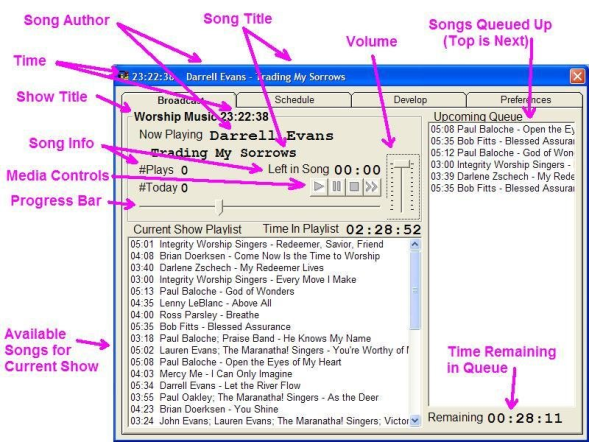 Song Author
Song Title
Songs Queued Up
(Top is Next)
Volume
Time
23:22:38 Darrell Evans - Trading My Sorrows
Broadcast Schedule Develop Preferences
Show Title
Worship Music 23:22:38
Upcoming Queue
Now Playing Darrell Evans
Trading My Sorrows
Song Info
#Plays 0 Left in Song 00:00
Media Controls
#Today 0
Progress Bar
05:08 Paul Baloche - Open the Ey
05:35 Bob Fitts - Blessed Assurar
05:12 Paul Baloche - God of Won
03:00 Integrity Worship Singers -
03:39 Darlene Zschech - My Rede
05:35 Bob Fitts - Blessed Assurar
Current Show Playlist Time In Playlist 02:28:52
05:01 Integrity Worship Singers - Redeemer, Savior, Friend
04:08 Brian Doerksen - Come Now Is the Time to Worship
03:40 Darlene Zschech - My Redeemer Lives
03:00 Integrity Worship Singers - Every Move I Make
05:13 Paul Baloche - God of Wonders
04:35 Lenny LeBlanc - Above All
04:00 Ross Parsley - Breathe
05:35 Bob Fitts - Blessed Assurance
03:18 Paul Baloche; Praise Band - He Knows My Name
05:02 Lauren Evans; The Maranatha! Singers - You're Worthy of
05:08 Paul Baloche - Open the Eyes of My Heart
04:03 Mercy Me - I Can Only Imagine
05:34 Darrell Evans - Let the River Flow
03:55 Paul Oakley; The Maranatha! Singers - As the Deer
04:23 Brian Doerksen - You Shine
03:24 John Evans; Lauren Evans; The Maranatha! Singers; Victor
Available
Songs for
Current Show
Time Remaining
in Queue
Remaining 00:28:11